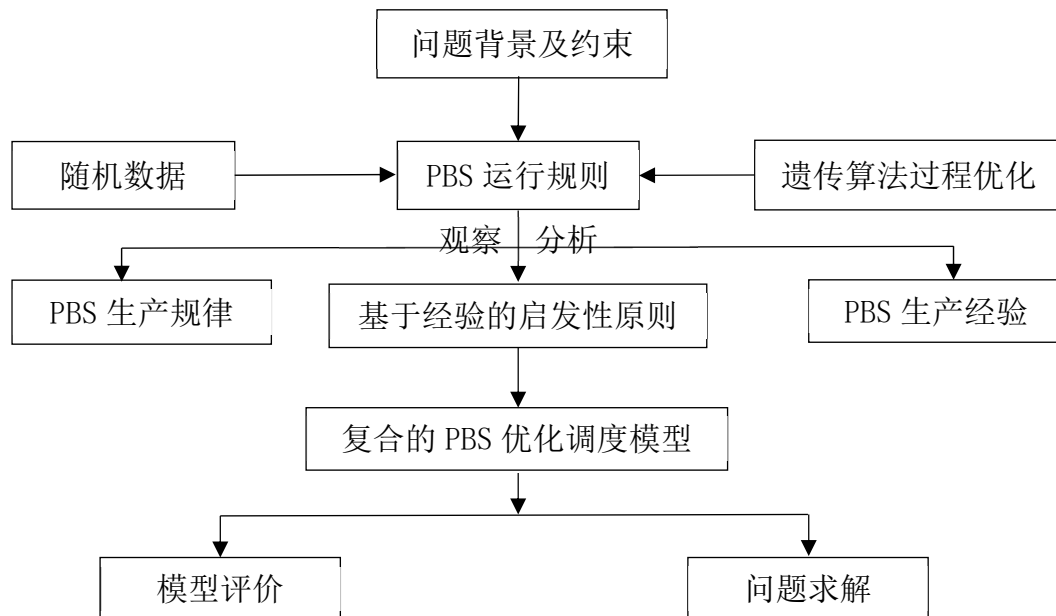 问题背景及约束
随机数据
PBS 运行规则
遗传算法过程优化
观察 分析
PBS 生产规律
基于经验的启发性原则
PBS 生产经验
复合的 PBS 优化调度模型
模型评价
问题求解